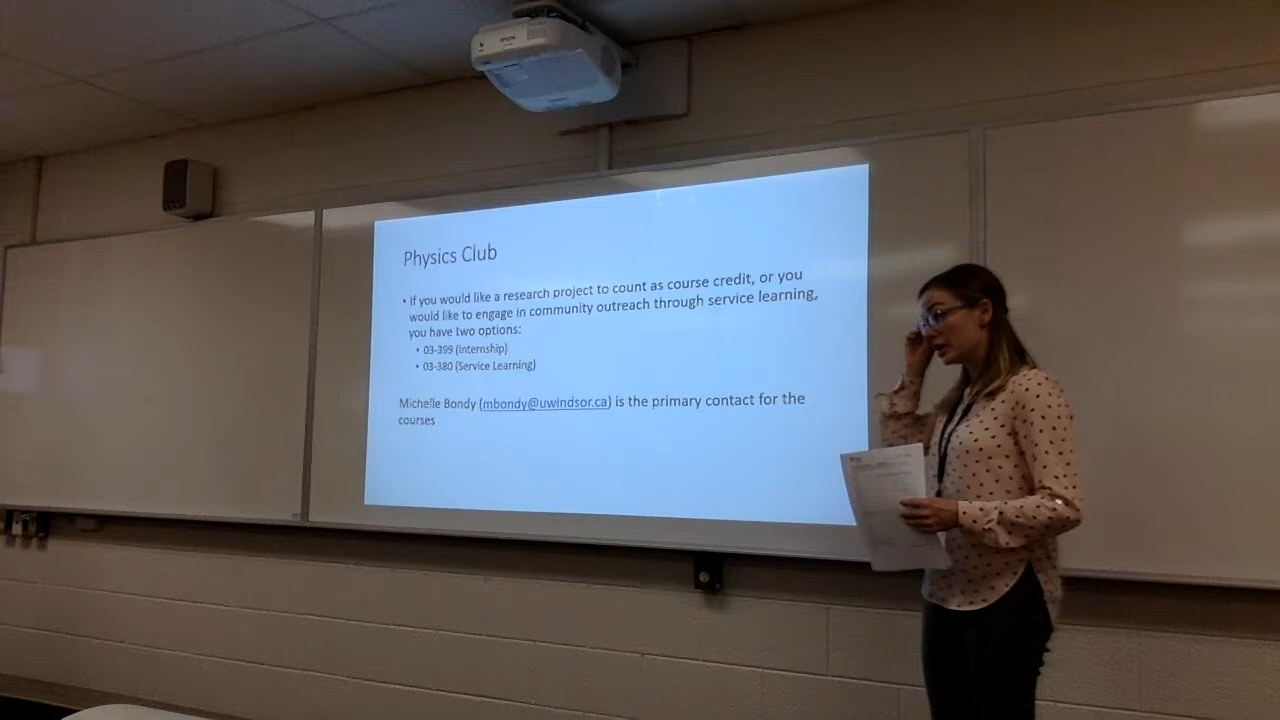 EPSON
Physics Club
• If you would like a research project to count as course credit, or you
would like to engage in community outreach through service learning,
you have two options:
• 03-399 (Internship)
• 03-380 (Service Learning)
Michelle Bondy (mbondy@uwindsor.ca) is the primary contact for the
courses